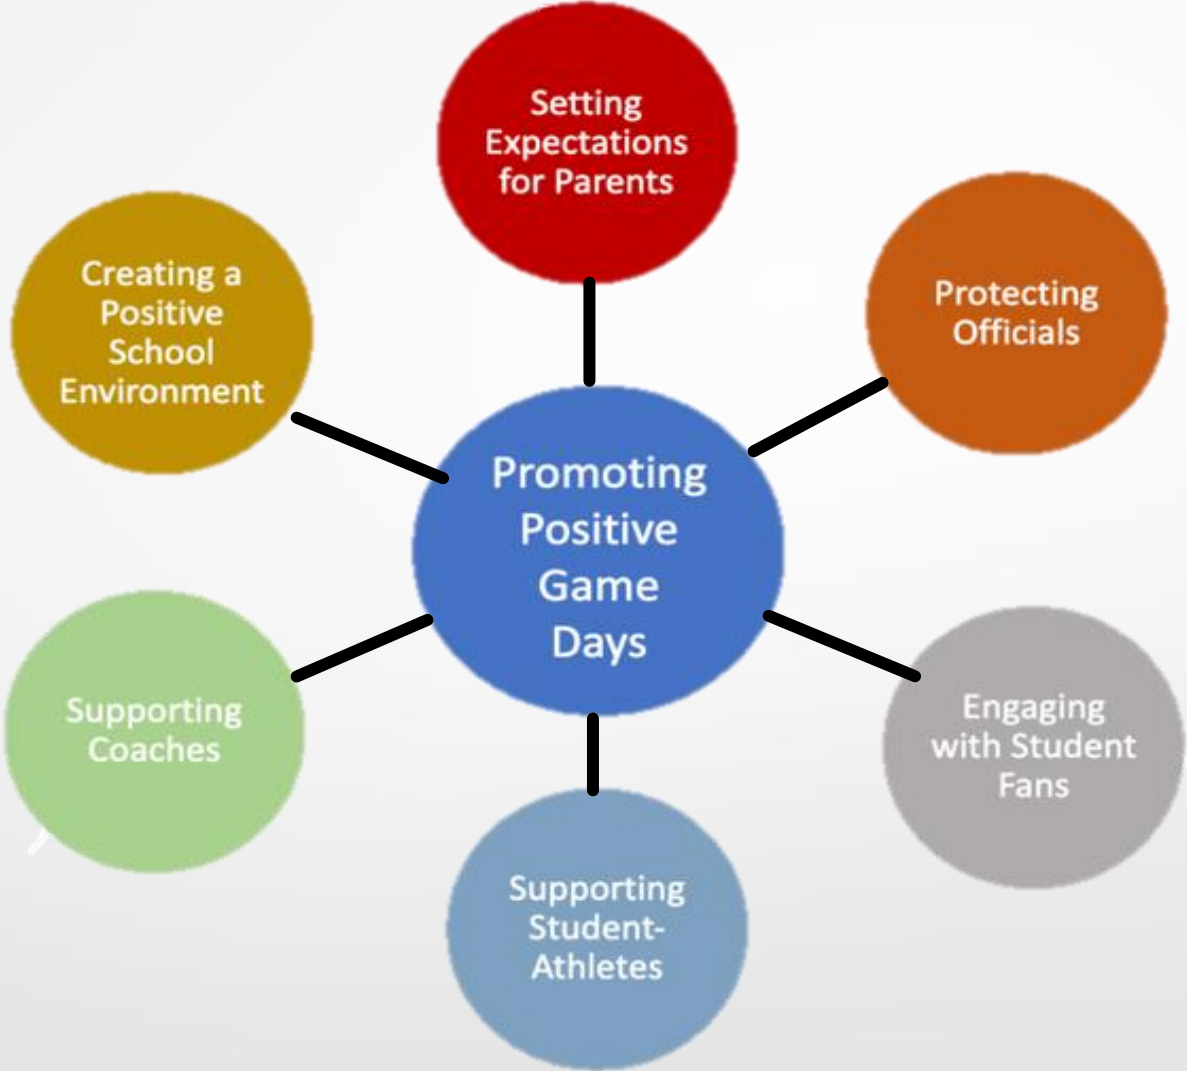 Setting
Expectations
for Parents
Protecting
Officials
Engaging
with Student
Fans
Supporting
Student-
Athletes
Supporting
Coaches
Creating a
Positive
School
Environment
Promoting
Positive
Game
Days